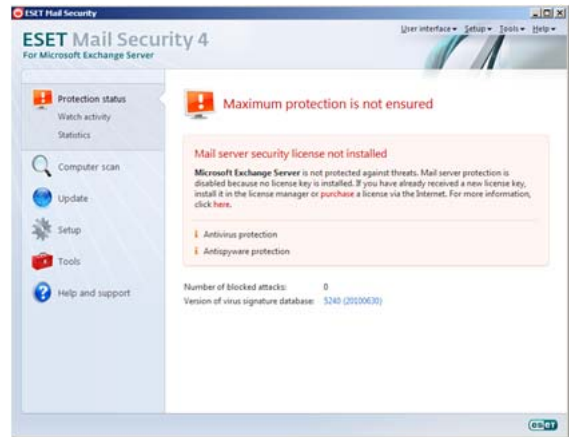 ESET Mail Security
ESET Mail Security 4
For Microsoft Exchange Server
User interface Setup Tools Help
Protection status
Watch activity
Statistics
Computer scan
Update
Setup
Tools
Help and support
Maximum protection is not ensured
Mail server security license not installed
Microsoft Exchange Server is not protected against threats. Mail server protection is
disabled because no license key is installed. If you have already received a new license key,
install it in the license manager or purchase a license via the Internet. For more information,
click here.
Antivirus protection
Antispyware protection
Number of blocked attacks: 0
Version of virus signature database: 5240 (20100630)
eset